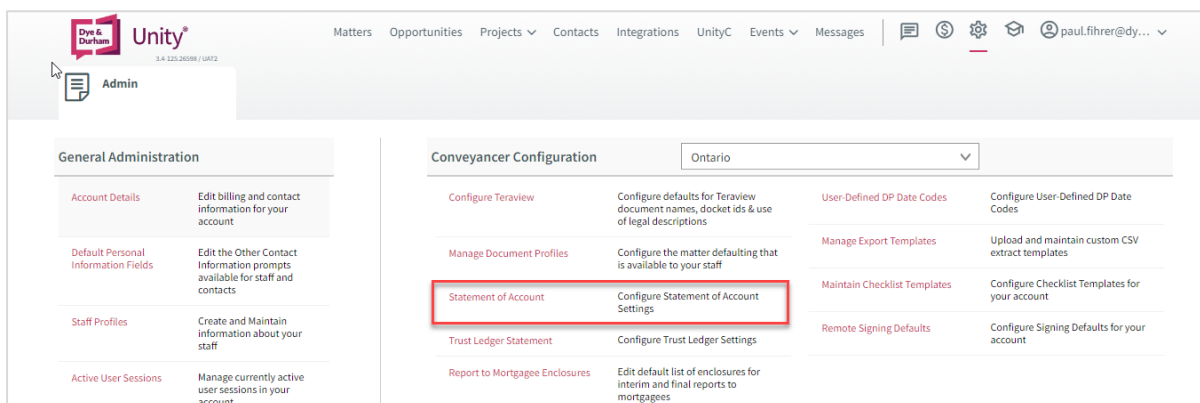 Dye & Durham Unity®
3.4-125.26598 / UAT2
Matters Opportunities Projects Contacts Integrations UnityC Events Messages paul.fihrer@dy...
Admin
General Administration
Account Details
Edit billing and contact
information for your
account
Default Personal
Information Fields
Edit the Other Contact
Information prompts
available for staff and
contacts
Staff Profiles
Create and Maintain
information about your
staff
Active User Sessions
Manage currently active
user sessions in your
account
Conveyancer Configuration
Ontario
Configure Teraview
Configure defaults for Teraview
document names, docket ids & use
of legal descriptions
Manage Document Profiles
Configure the matter defaulting that
is available to your staff
Statement of Account
Configure Statement of Account
Settings
Trust Ledger Statement
Configure Trust Ledger Settings
Report to Mortgagee Enclosures
Edit default list of enclosures for
interim and final reports to
mortgagees
User-Defined DP Date Codes
Configure User-Defined DP Date
Codes
Manage Export Templates
Upload and maintain custom CSV
extract templates
Maintain Checklist Templates
Configure Checklist Templates for
your account
Remote Signing Defaults
Configure Signing Defaults for your
account